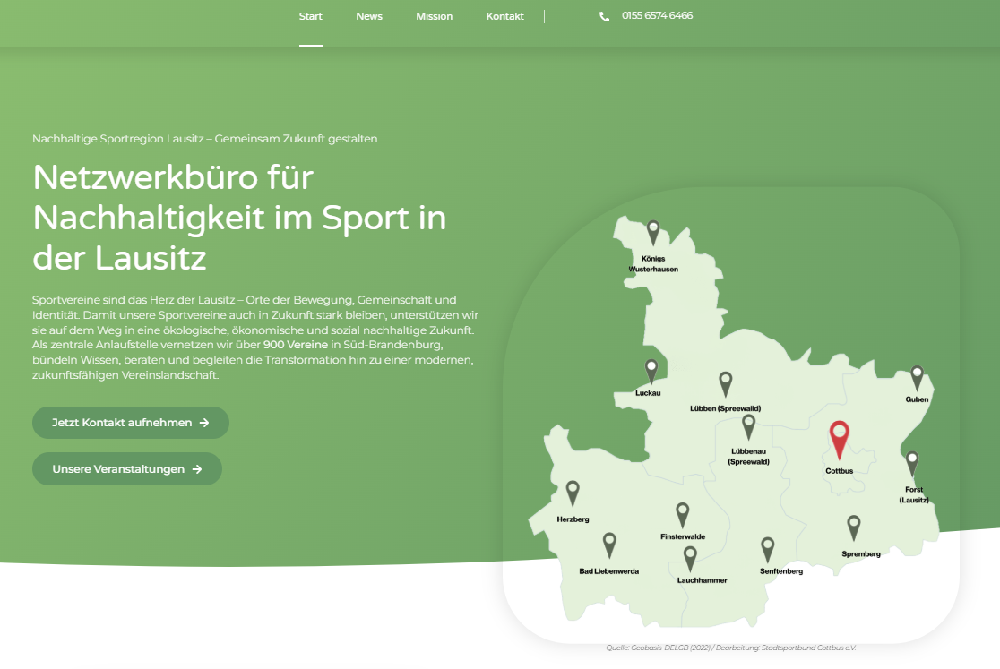 Start
News
Mission
Kontakt
0155 6574 6466
Nachhaltige Sportregion Lausitz – Gemeinsam Zukunft gestalten
Netzwerkbüro für
Nachhaltigkeit im Sport in
der Lausitz
Sportvereine sind das Herz der Lausitz – Orte der Bewegung, Gemeinschaft und
Identität. Damit unsere Sportvereine auch in Zukunft stark bleiben, unterstützen wir
sie auf dem Weg in eine ökologische, ökonomische und sozial nachhaltige Zukunft.
Als zentrale Anlaufstelle vernetzen wir über 900 Vereine in Süd-Brandenburg,
bündeln Wissen, beraten und begleiten die Transformation hin zu einer modernen,
zukunftsfähigen Vereinslandschaft.
Jetzt Kontakt aufnehmen
Unsere Veranstaltungen
Königs
Wusterhausen
Luckau
Lübben (Spreewalld)
Guben
Lübbenau
(Spreewald)
Cottbus
Forst
(Lausitz)
Herzberg
Finsterwalde
Spremberg
Bad Liebenwerda
Lauchhammer
Senftenberg
Quelle: Geobasis-DELGB (2022) / Bearbeitung: Stadtsportbund Cottbus e.V.